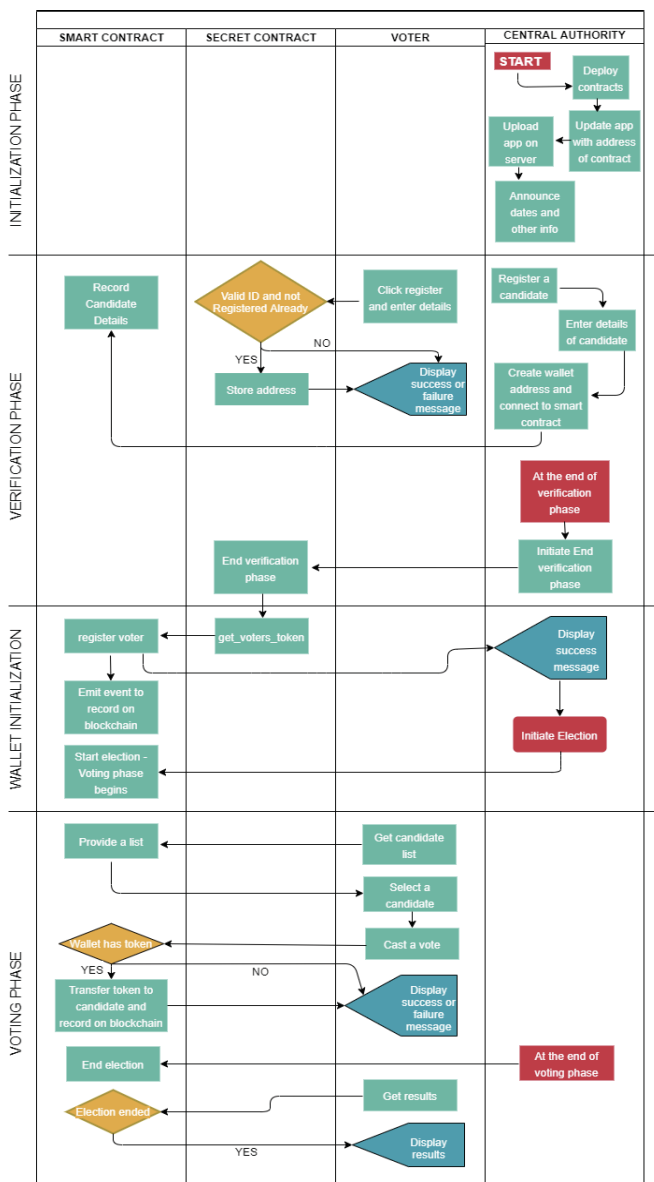 SMART CONTRACT
SECRET CONTRACT
VOTER
CENTRAL AUTHORITY
INITIALIZATION PHASE
START
Deploy
contracts
Update app
with address
of contract
Upload
app on
server
Announce
dates and
other info
VERIFICATION PHASE
Record
Candidate
Details
Valid ID and not
Registered Already
Click register
and enter details
Register a
candidate
Enter details
of candidate
NO
YES
Store address
Display
success or
failure
message
Create wallet
address and
connect to smart
contract
At the end of
verification
phase
End verification
phase
Initiate End
verification
phase
WALLET INITIALIZATION
register voter
get_voters_token
Display
success
message
Emit event to
record on
blockchain
Initiate Election
Start election -
Voting phase
begins
VOTING PHASE
Provide a list
Get candidate
list
Select a
candidate
Wallet has token
Cast a vote
YES
NO
Transfer token to
candidate and
record on blockchain
Display
success or
failure
message
End election
At the end of
voting phase
Election ended
Get results
YES
Display
results